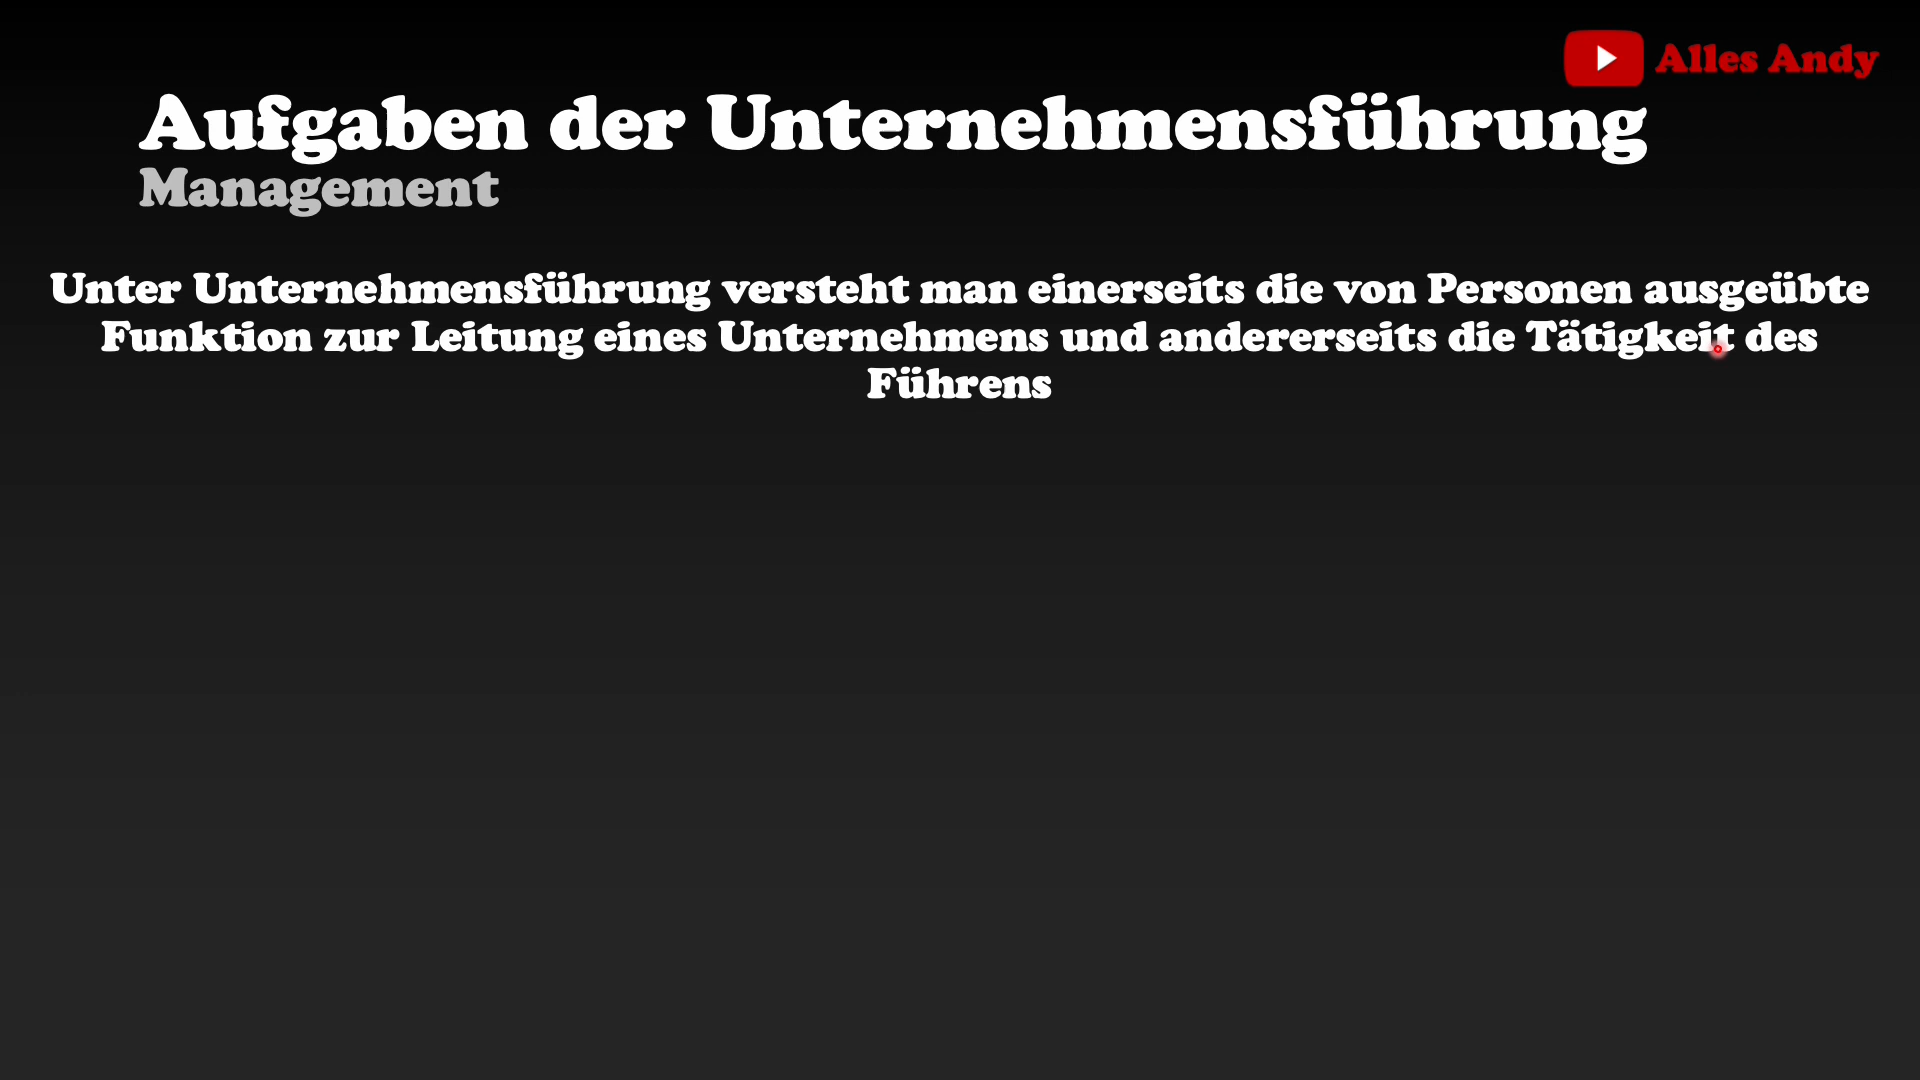 Alles Andy
Aufgaben der Unternehmensführung
Management
Unter Unternehmensführung versteht man einerseits die von Personen ausgeübte
Funktion zur Leitung eines Unternehmens und andererseits die Tätigkeit des
Führens